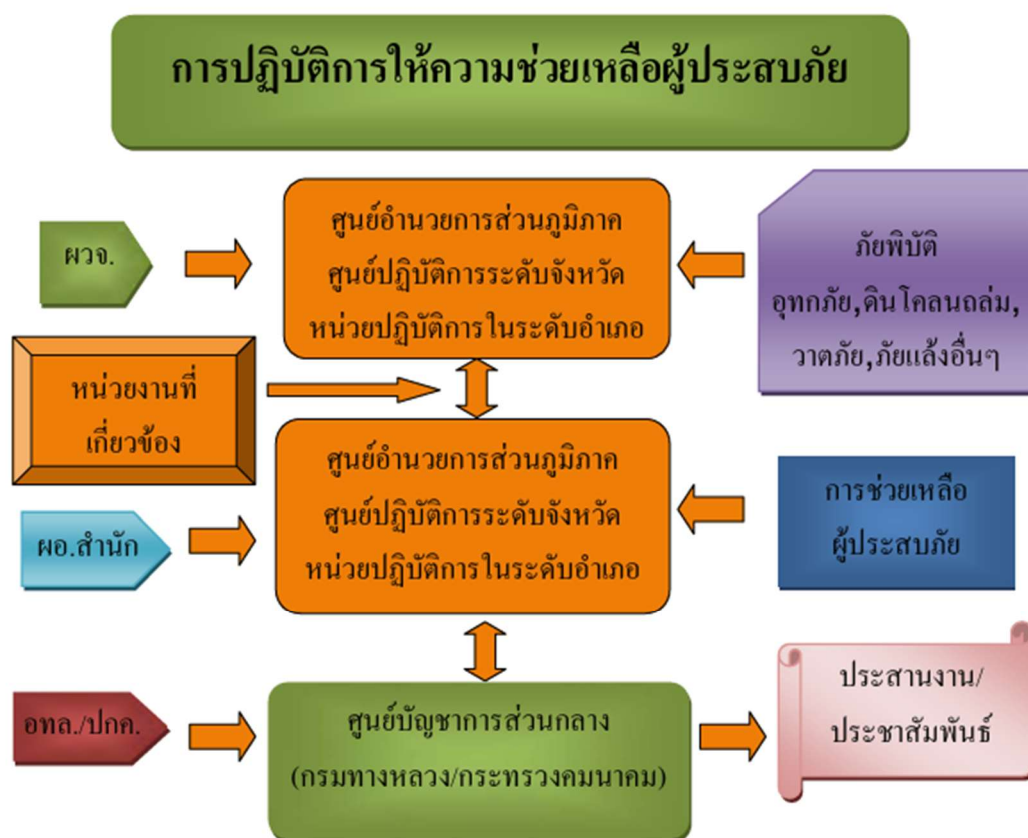 การปฏิบัติการให้ความช่วยเหลือผู้ประสบภัย
ผวจ.
ศูนย์อำนวยการส่วนภูมิภาค
ศูนย์ปฏิบัติการระดับจังหวัด
หน่วยปฏิบัติการในระดับอำเภอ
ภัยพิบัติ
อุทกภัย,ดินโคลนถล่ม,
วาตภัย,ภัยแล้งอื่นๆ
หน่วยงานที่
เกี่ยวข้อง
ศูนย์อำนวยการส่วนภูมิภาค
ศูนย์ปฏิบัติการระดับจังหวัด
หน่วยปฏิบัติการในระดับอำเภอ
ผอ.สำนัก
การช่วยเหลือ
ผู้ประสบภัย
อทล./ปกค.
ศูนย์บัญชาการส่วนกลาง
(กรมทางหลวง/กระทรวงคมนาคม)
ประสานงาน/
ประชาสัมพันธ์